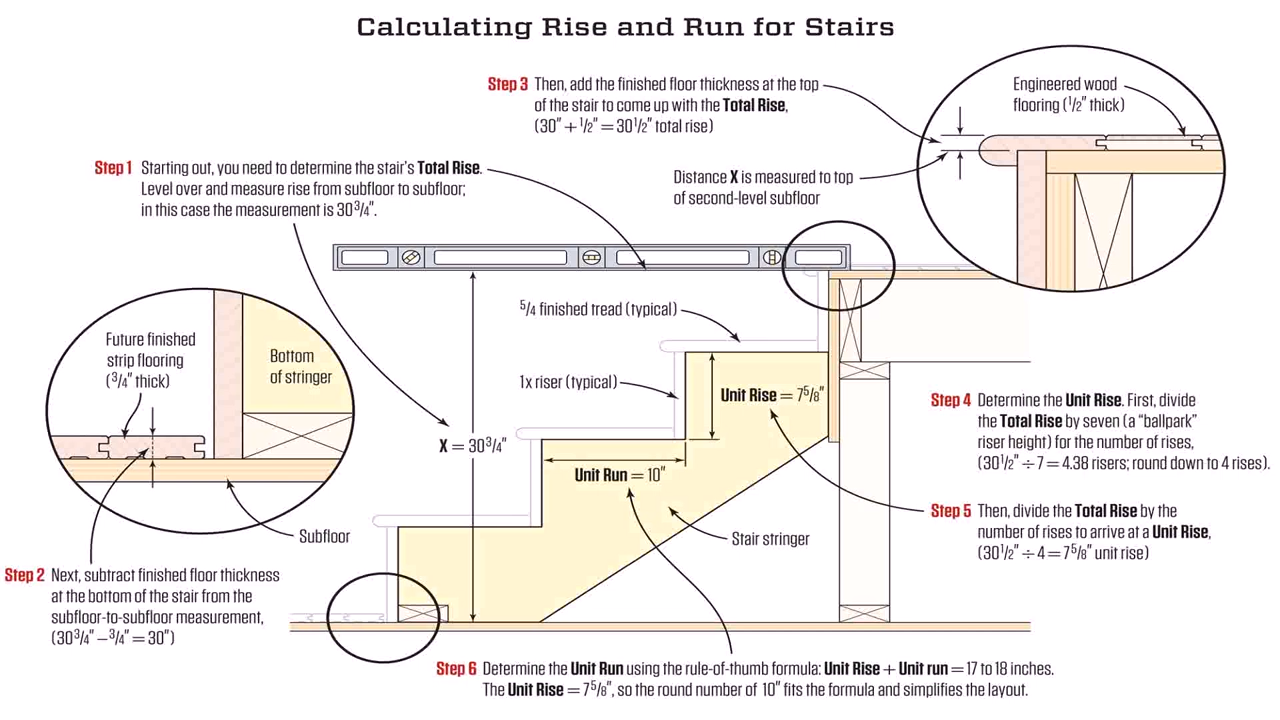 Calculating Rise and Run for Stairs
Step 3 Then, add the finished floor thickness at the top
of the stair to come up with the Total Rise,
(30" + 1/2" = 30 1/2" total rise)
Engineered wood
flooring (1/2" thick)
Step 1 Starting out, you need to determine the stair's Total Rise.
Level over and measure rise from subfloor to subfloor;
in this case the measurement is 30 3/4".
Distance X is measured to top
of second-level subfloor
5/4 finished tread (typical)
Future finished
strip flooring
(3/4" thick)
Bottom
of stringer
1x riser (typical)
Unit Rise = 7 5/8"
X = 30 3/4"
Unit Run = 10"
Step 4 Determine the Unit Rise. First, divide
the Total Rise by seven (a “ballpark”
riser height) for the number of rises,
(30 1/2" ÷ 7 = 4.38 risers; round down to 4 rises).
Subfloor
Stair stringer
Step 5 Then, divide the Total Rise by the
number of rises to arrive at a Unit Rise,
(30 1/2" ÷ 4 = 7 5/8" unit rise)
Step 2 Next, subtract finished floor thickness
at the bottom of the stair from the
subfloor-to-subfloor measurement,
(30 3/4" – 3/4" = 30")
Step 6 Determine the Unit Run using the rule-of-thumb formula: Unit Rise + Unit run = 17 to 18 inches.
The Unit Rise = 7 5/8", so the round number of 10" fits the formula and simplifies the layout.